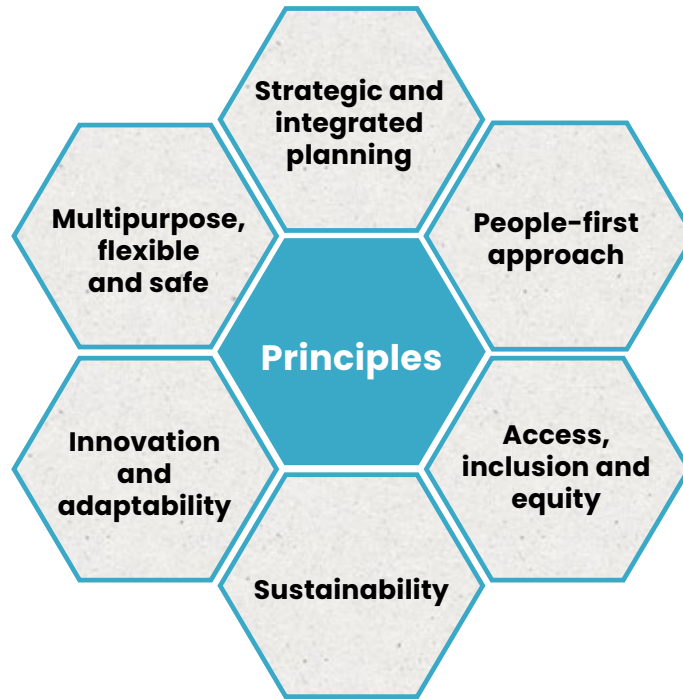 Strategic and
integrated
planning
People-first
approach
Access,
inclusion and
equity
Sustainability
Innovation
and
adaptability
Multipurpose,
flexible
and safe
Principles